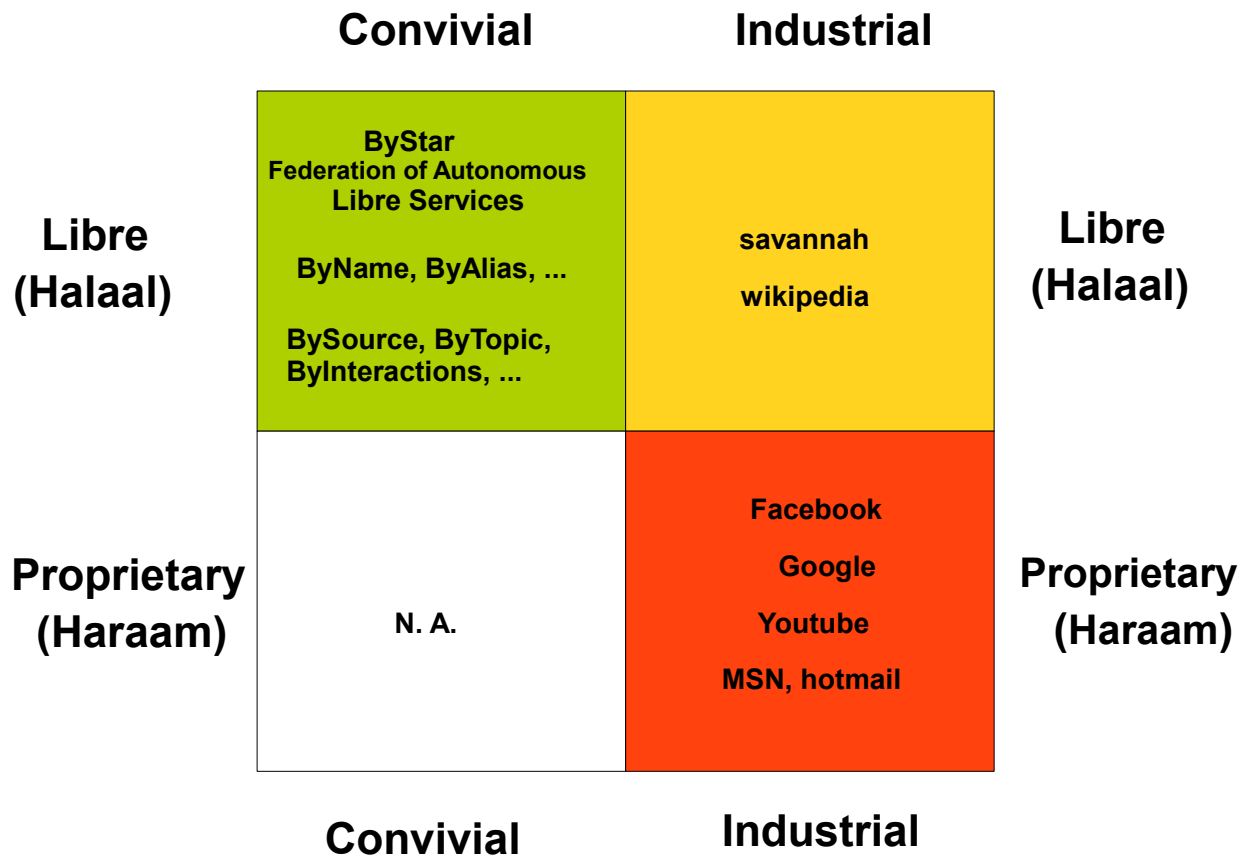 Convivial
Industrial
ByStar
Federation of Autonomous
Libre Services
ByName, ByAlias, ...
BySource, ByTopic,
ByInteractions, ...
savannah
wikipedia
Libre
(Halaal)
Libre
(Halaal)
Proprietary
(Haraam)
N. A.
Facebook
Google
Youtube
MSN, hotmail
Proprietary
(Haraam)
Convivial
Industrial